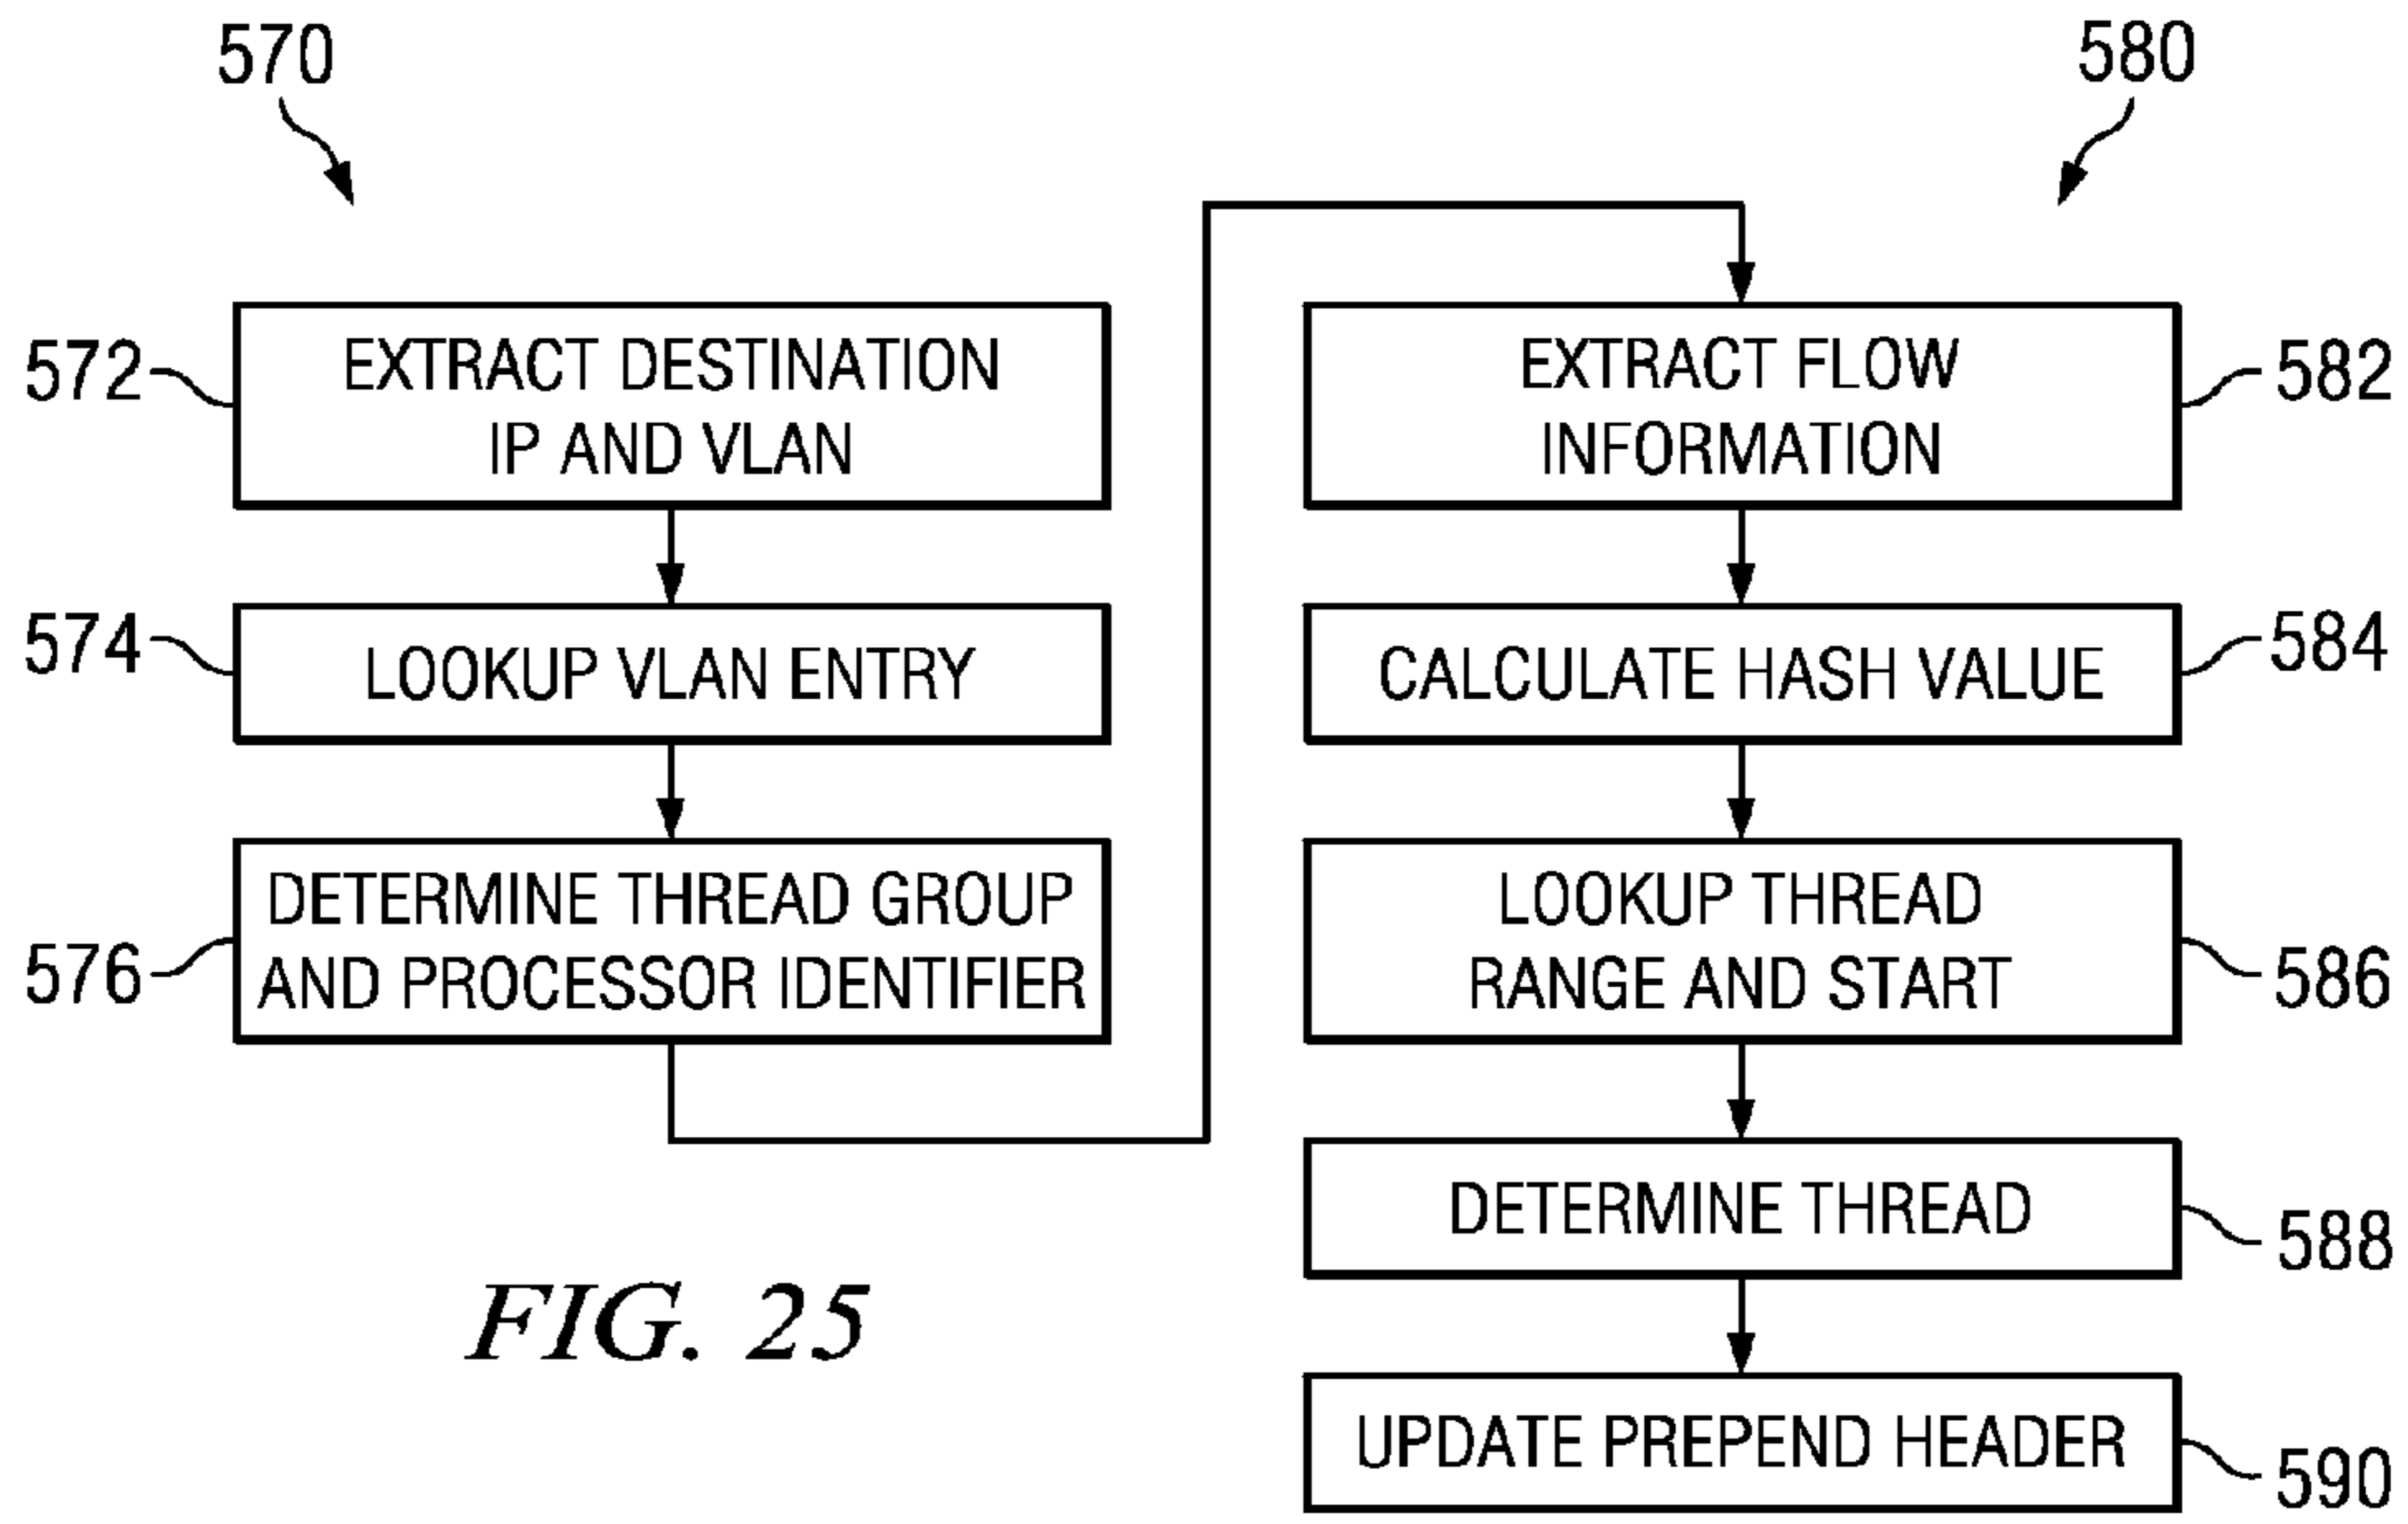 570
572
EXTRACT DESTINATION
IP AND VLAN
574
LOOKUP VLAN ENTRY
576
DETERMINE THREAD GROUP
AND PROCESSOR IDENTIFIER
580
EXTRACT FLOW
INFORMATION
582
CALCULATE HASH VALUE
584
LOOKUP THREAD
RANGE AND START
586
DETERMINE THREAD
588
UPDATE PREPEND HEADER
590
FIG. 25